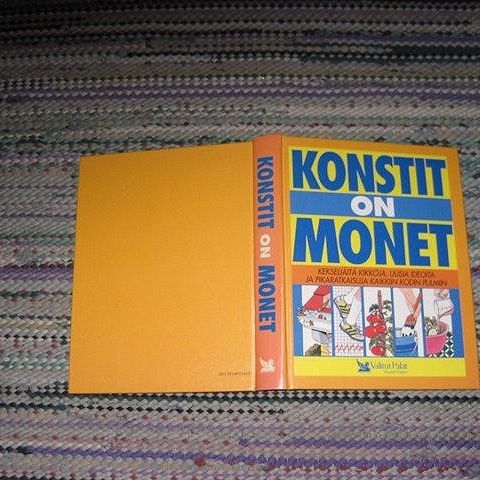 KONSTIT
ON
MONET
KEKSELIÄITÄ KIKKOJA, UUSIA IDEOITA
JA PIKARATKAISUJA KAIKKIIN KODIN PULMIIN
Valitut Palat
KONSTIT ON MONET